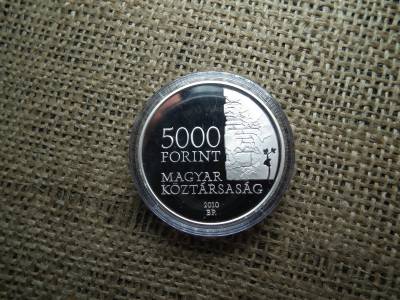 5000
FORINT
MAGYAR
KÖZTÁRSASÁG
2010
BP.